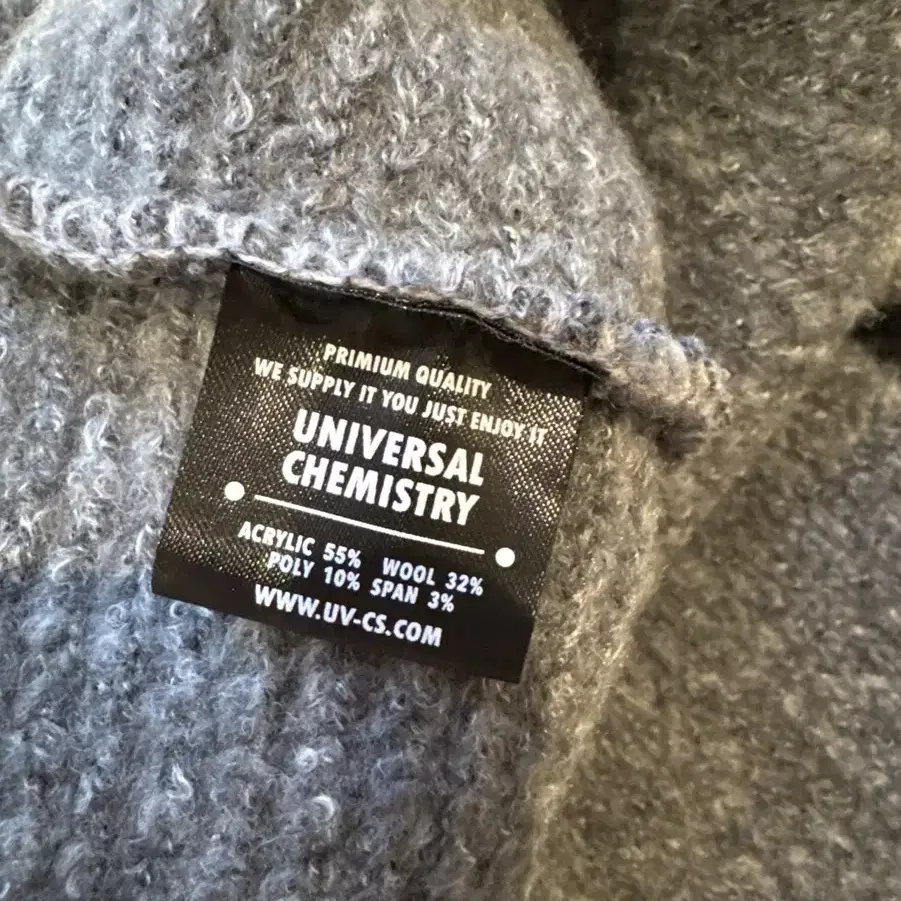 PRIMIUM QUALITY
WE SUPPLY IT YOU JUST ENJOY IT
UNIVERSAL
CHEMISTRY
ACRYLIC 55% WOOL 32%
POLY 10% SPAN 3%
WWW.UV-CS.COM